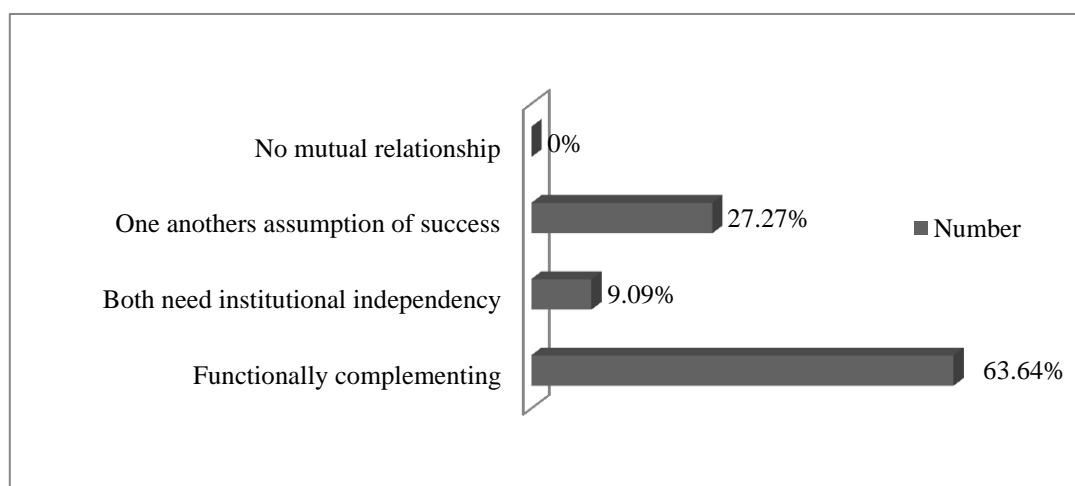 No mutual relationship
0%
One anothers assumption of success
27.27%
Number
Both need institutional independency
9.09%
Functionally complementing
63.64%